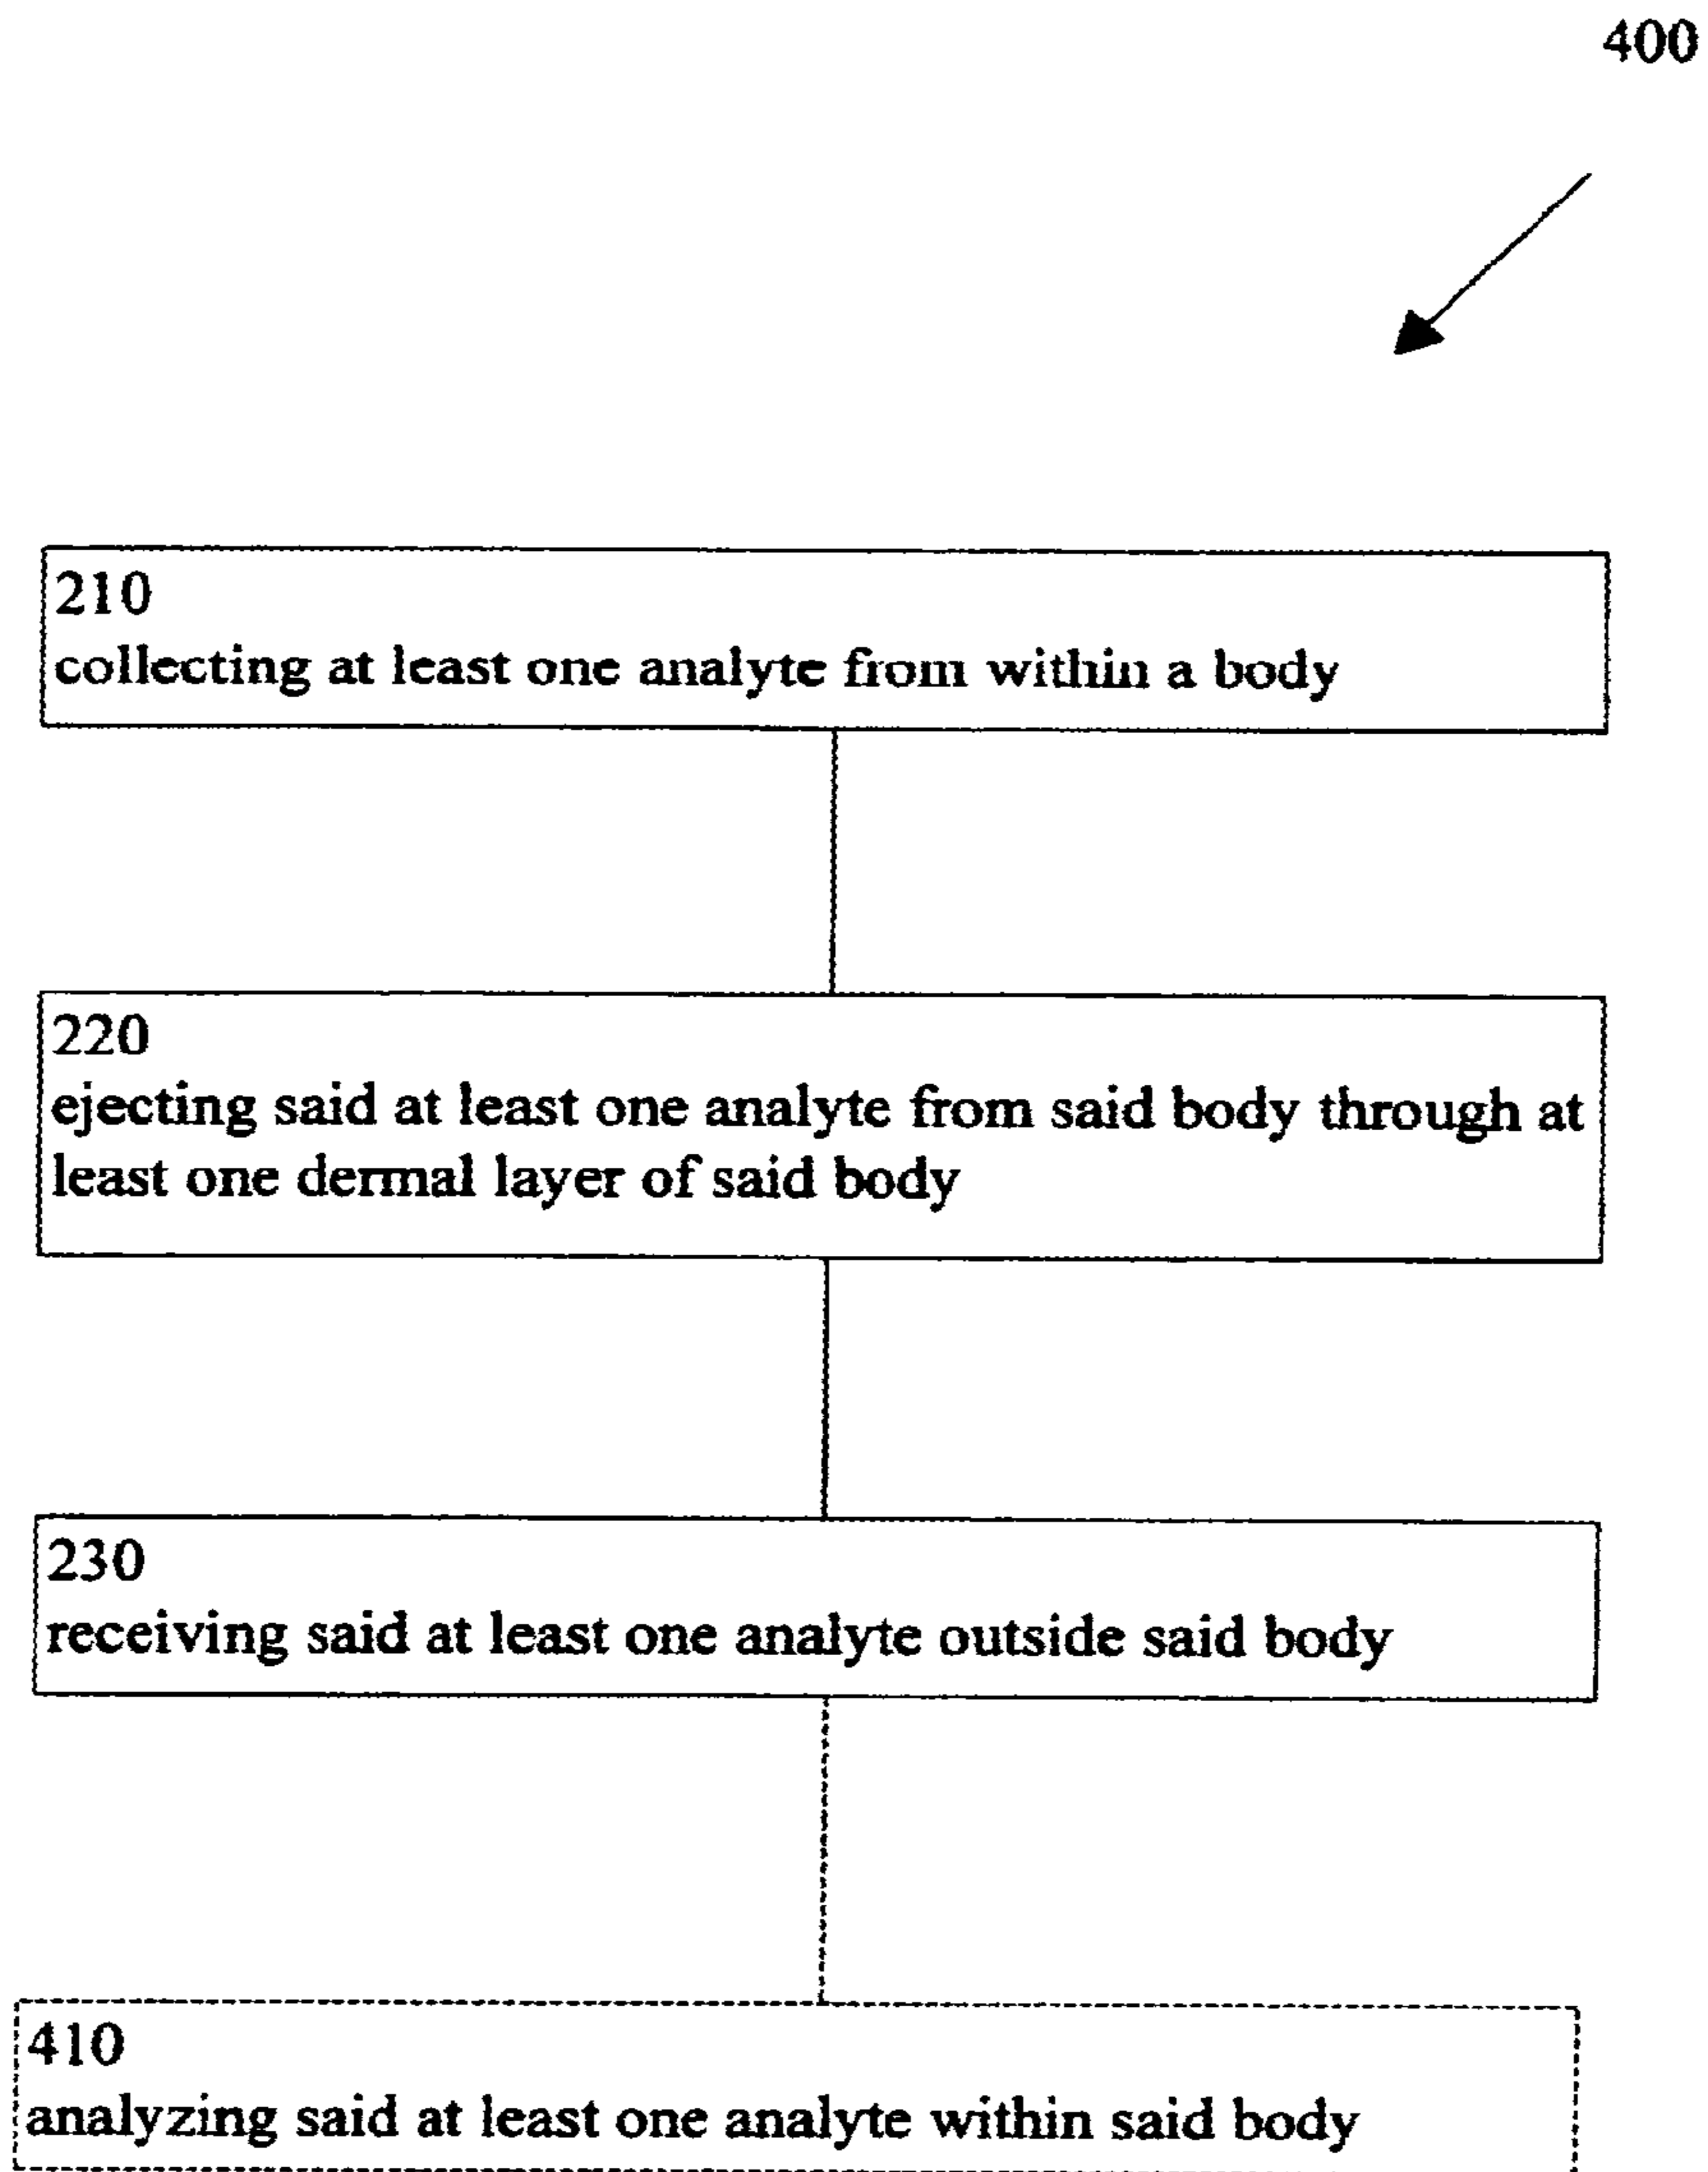 400
210
collecting at least one analyte from within a body
220
ejecting said at least one analyte from said body through at
least one dermal layer of said body
230
receiving said at least one analyte outside said body
410
analyzing said at least one analyte within said body